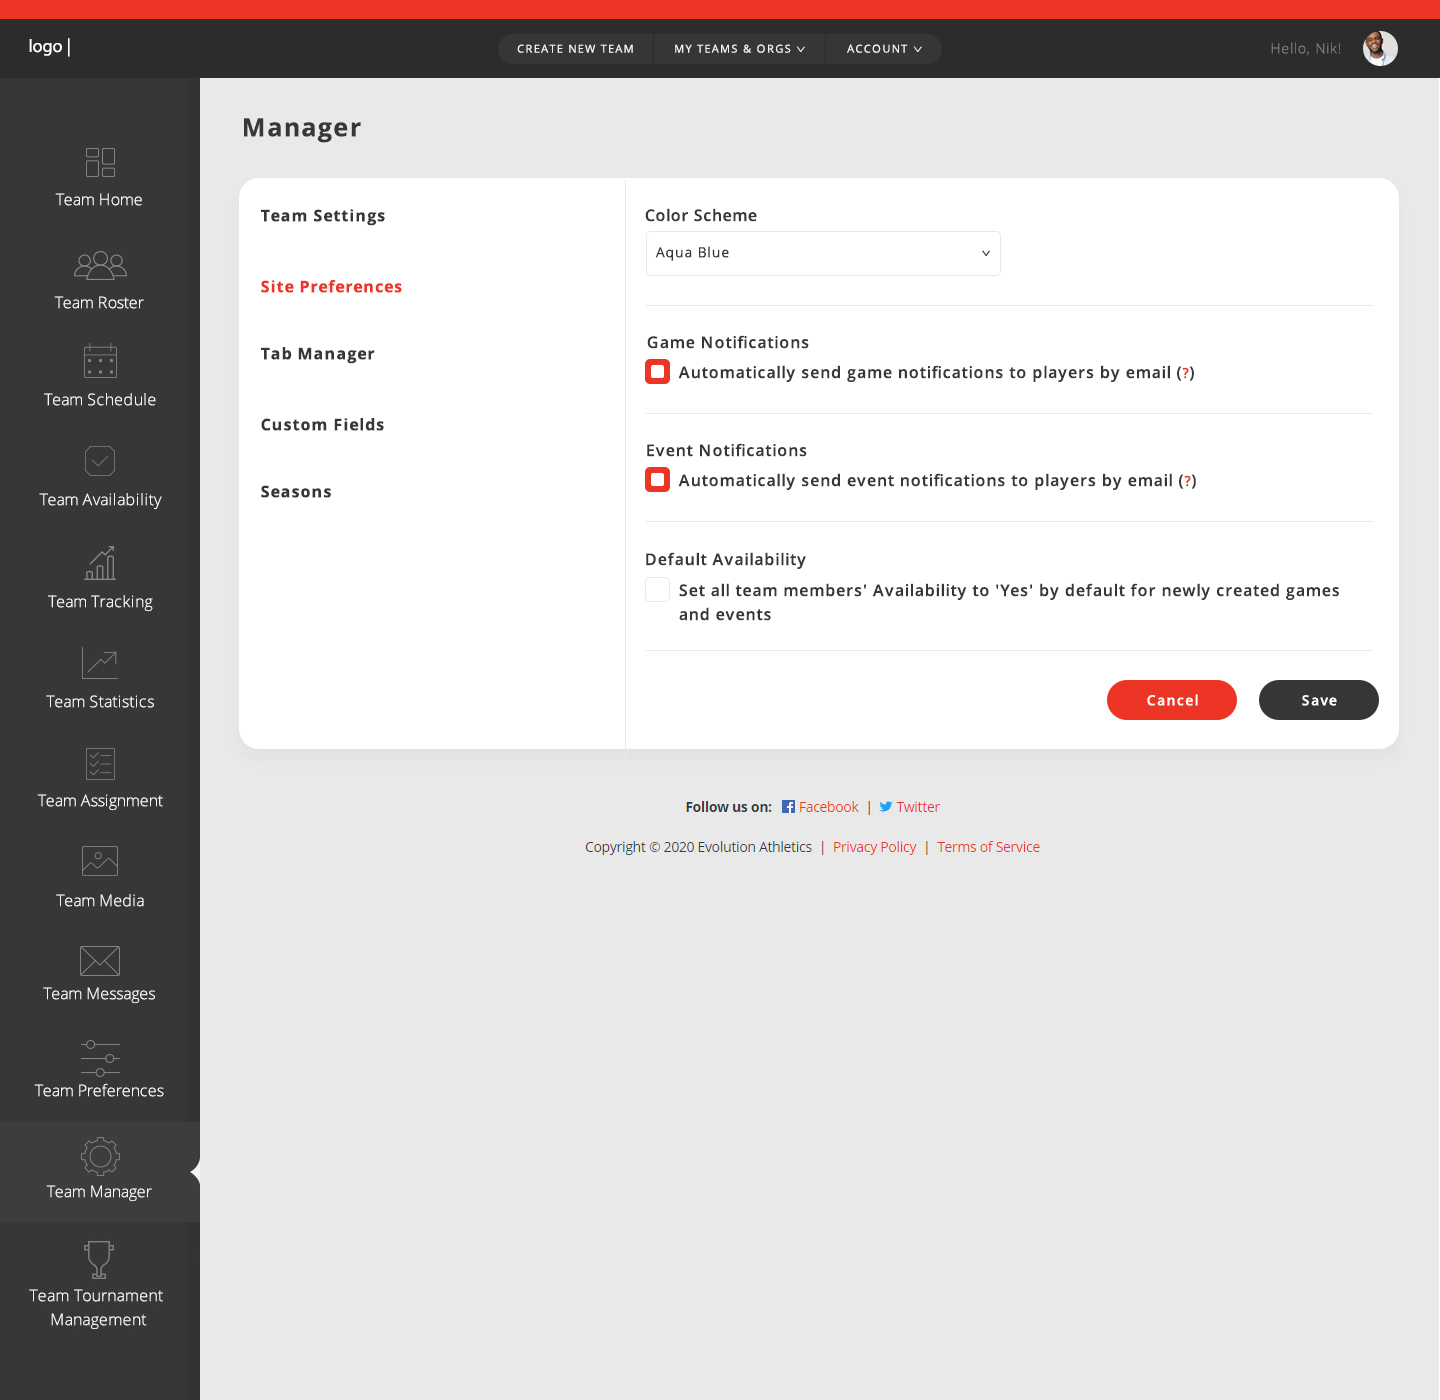 logo |
CREATE NEW TEAM
MY TEAMS & ORGS
ACCOUNT
Hello, Nik!
Team Home
Team Roster
Team Schedule
Team Availability
Team Tracking
Team Statistics
Team Assignment
Team Media
Team Messages
Team Preferences
Team Manager
Team Tournament
Management
Manager
Team Settings
Site Preferences
Tab Manager
Custom Fields
Seasons
Color Scheme
Aqua Blue
Game Notifications
Automatically send game notifications to players by email (?)
Event Notifications
Automatically send event notifications to players by email (?)
Default Availability
Set all team members' Availability to 'Yes' by default for newly created games
and events
Cancel
Save
Follow us on: Facebook | Twitter
Copyright © 2020 Evolution Athletics | Privacy Policy | Terms of Service